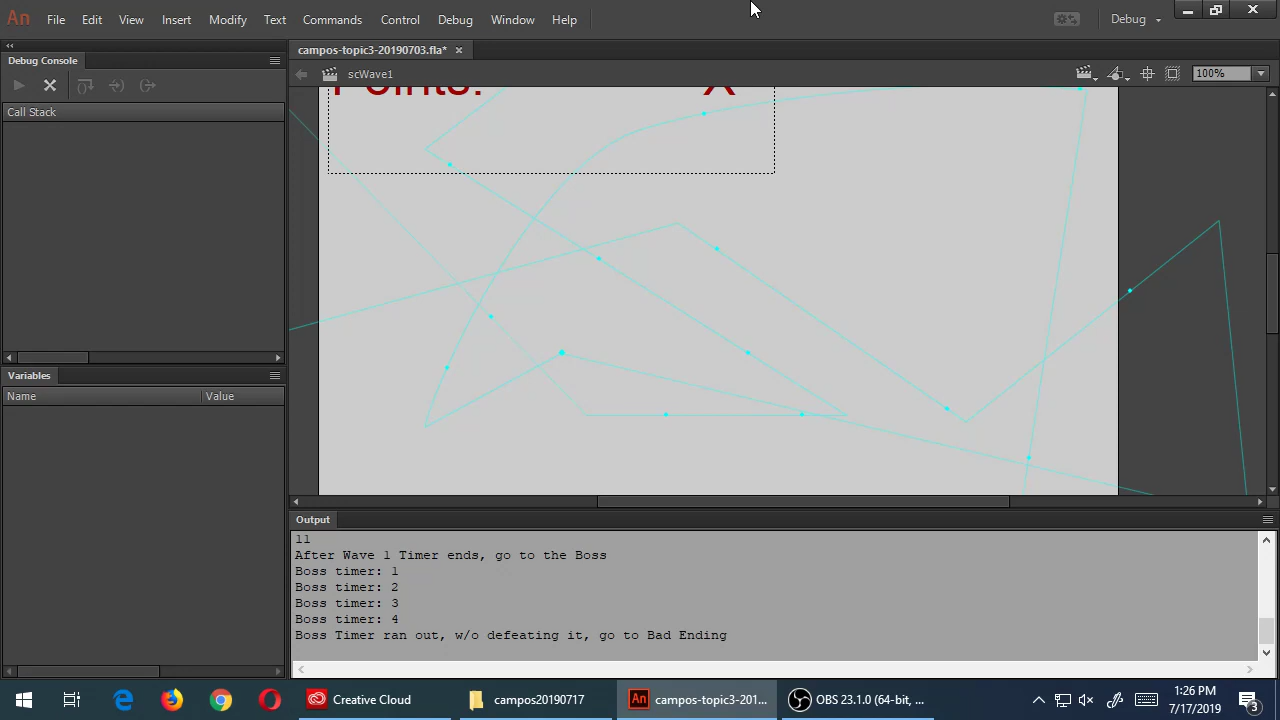 An File Edit View Insert Modify Text Commands Control Debug Window Help Debug
Debug Console
campos-topic3-20190703.fla*
scWave1
100%
Call Stack
Points: X
Variables
Name Value
Output
11
After Wave 1 Timer ends, go to the Boss
Boss timer: 1
Boss timer: 2
Boss timer: 3
Boss timer: 4
Boss Timer ran out, w/o defeating it, go to Bad Ending
Creative Cloud
campos20190717
An campos-topic3-201...
OBS 23.1.0 (64-bit, ...
1:26 PM
7/17/2019
3